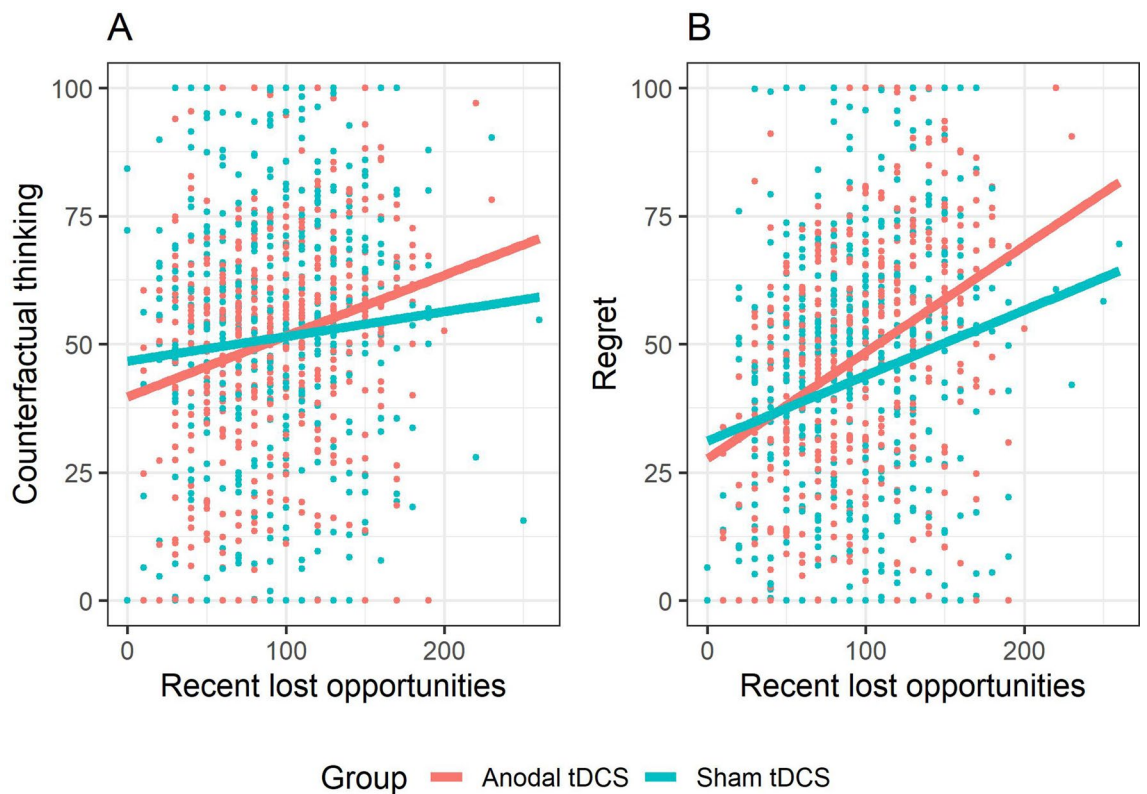 A
B
100
75
50
25
0
Counterfactual thinking
0
100
200
Recent lost opportunities
100
75
50
25
0
Regret
0
100
200
Recent lost opportunities
Group Anodal tDCS Sham tDCS